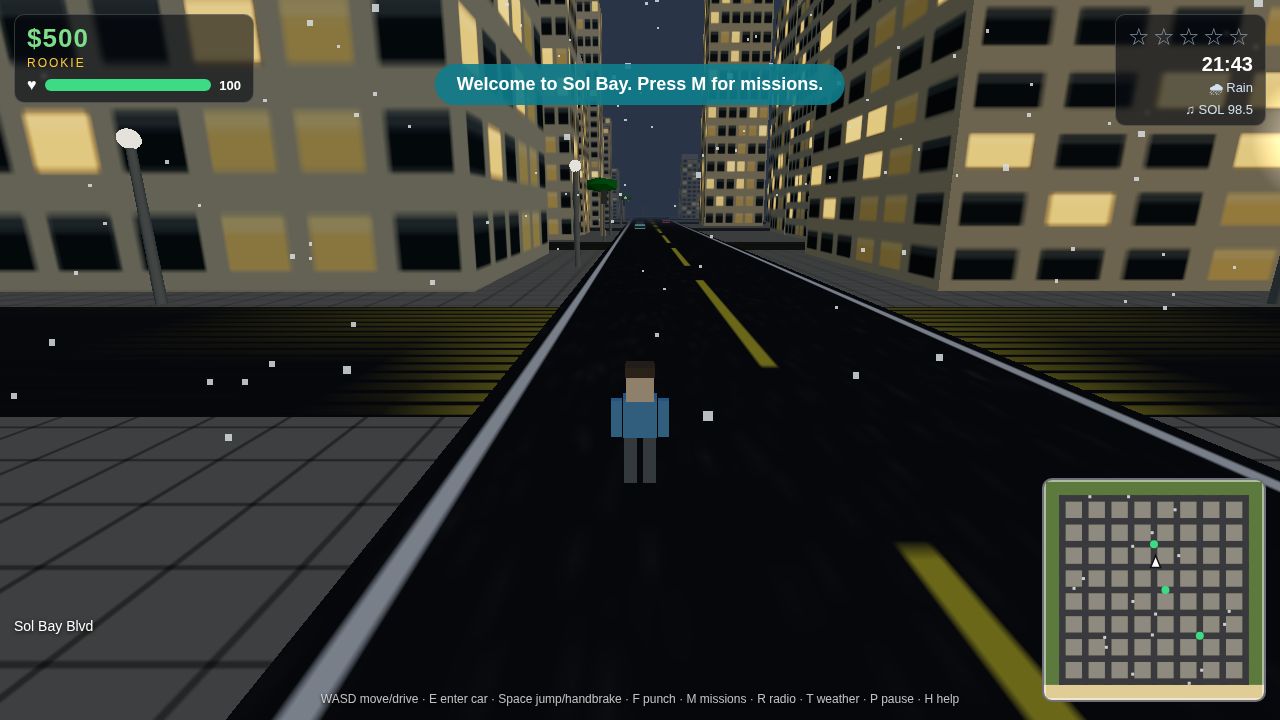 $500
ROOKIE
♥ 100
Welcome to Sol Bay. Press M for missions.
☆ ☆ ☆ ☆ ☆
21:43
🌧 Rain
♫ SOL 98.5
Sol Bay Blvd
WASD move/drive · E enter car · Space jump/handbrake · F punch · M missions · R radio · T weather · P pause · H help